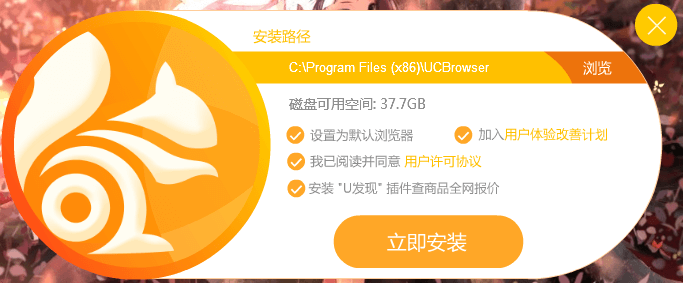 安装路径
C:\Program Files (x86)\UCBrowser 浏览
磁盘可用空间: 37.7GB
设置为默认浏览器 加入用户体验改善计划
我已阅读并同意 用户许可协议
安装 "U发现" 插件查商品全网报价
立即安装